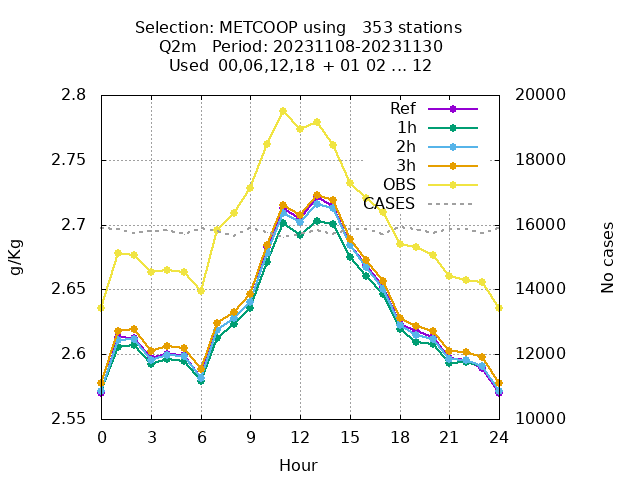 Selection: METCOOP using   353 stations
Q2m   Period: 20231108-20231130
Used  00,06,12,18  + 01 02 ... 12
2.8
2.75
2.7
2.65
2.6
2.55
g/Kg
20000
18000
16000
14000
12000
10000
No cases
Ref
1h
2h
3h
OBS
CASES
0 3 6 9 12 15 18 21 24
Hour